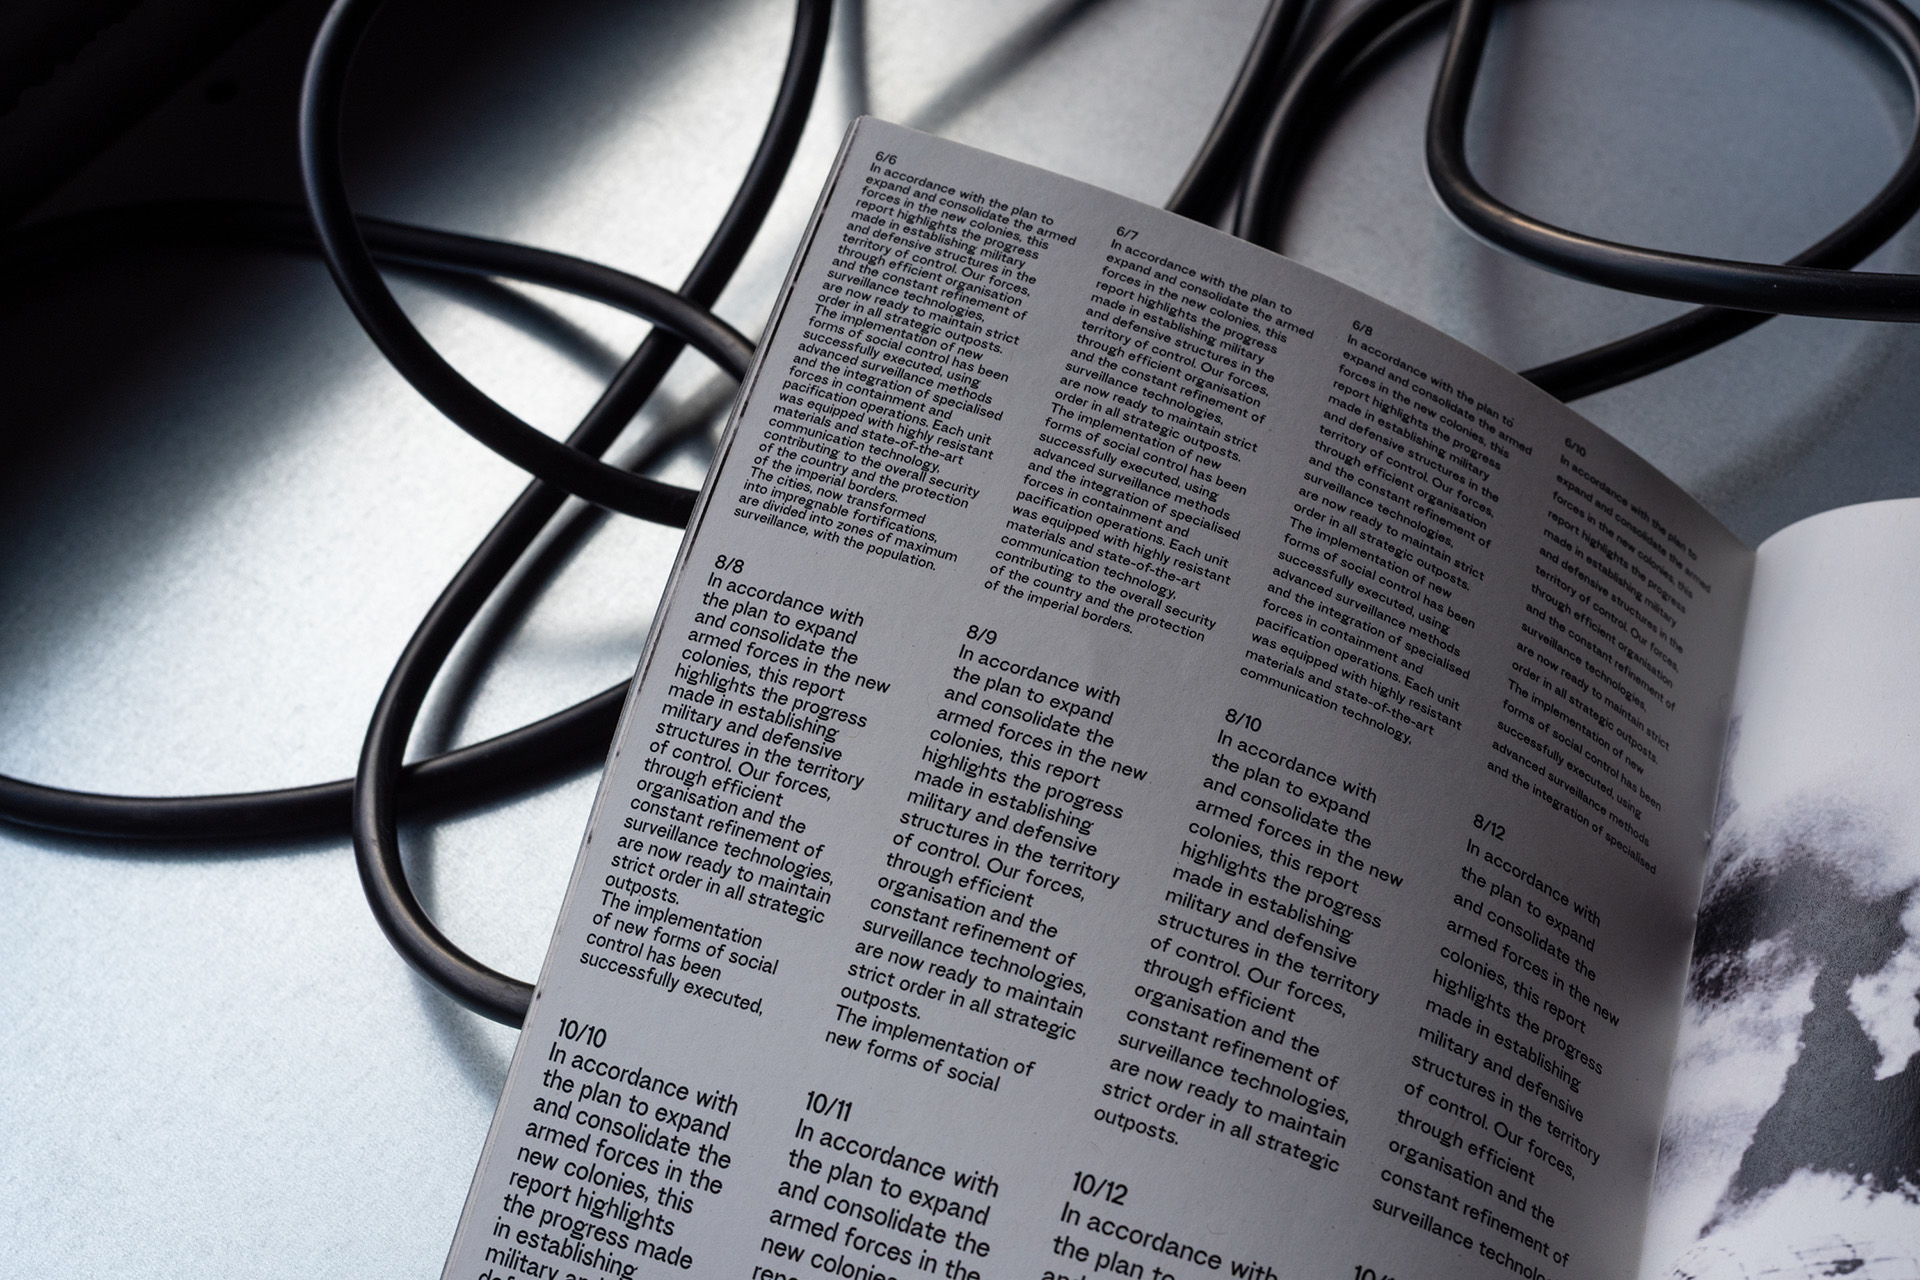 6/6
In accordance with the plan to
expand and consolidate the armed
forces in the new colonies, this
report highlights the progress
made in establishing military
and defensive structures in the
territory of control. Our forces,
through efficient organisation
and the constant refinement of
surveillance technologies,
are now ready to maintain strict
order in all strategic outposts.
The implementation of new
forms of social control has been
successfully executed, using
advanced surveillance methods
and the integration of specialised
forces in containment and
pacification operations. Each unit
was equipped with highly resistant
materials and state-of-the-art
communication technology,
contributing to the overall security
of the country and the protection
of the imperial borders.
The cities, now transformed
into impregnable fortifications,
are divided into zones of maximum
surveillance, with the population.
6/7
In accordance with the plan to
expand and consolidate the armed
forces in the new colonies, this
report highlights the progress
made in establishing military
and defensive structures in the
territory of control. Our forces,
through efficient organisation
and the constant refinement of
surveillance technologies,
are now ready to maintain strict
order in all strategic outposts.
The implementation of new
forms of social control has been
successfully executed, using
advanced surveillance methods
and the integration of specialised
forces in containment and
pacification operations. Each unit
was equipped with highly resistant
materials and state-of-the-art
communication technology,
contributing to the overall security
of the country and the protection
of the imperial borders.
6/8
In accordance with the plan to
expand and consolidate the armed
forces in the new colonies, this
report highlights the progress
made in establishing military
and defensive structures in the
territory of control. Our forces,
through efficient organisation
and the constant refinement of
surveillance technologies,
are now ready to maintain strict
order in all strategic outposts.
The implementation of new
forms of social control has been
successfully executed, using
advanced surveillance methods
and the integration of specialised
forces in containment and
pacification operations. Each unit
was equipped with highly resistant
materials and state-of-the-art
communication technology,
6/10
In accordance with the plan to
expand and consolidate the armed
forces in the new colonies, this
report highlights the progress
made in establishing military
and defensive structures in the
territory of control. Our forces,
through efficient organisation
and the constant refinement of
surveillance technologies,
are now ready to maintain strict
order in all strategic outposts.
The implementation of new
forms of social control has been
successfully executed, using
advanced surveillance methods
and the integration of specialised
8/8
In accordance with
the plan to expand
and consolidate the
armed forces in the new
colonies, this report
highlights the progress
made in establishing
military and defensive
structures in the territory
of control. Our forces,
through efficient
organisation and the
constant refinement of
surveillance technologies,
are now ready to maintain
strict order in all strategic
outposts.
The implementation
of new forms of social
control has been
successfully executed,
8/9
In accordance with
the plan to expand
and consolidate the
armed forces in the new
colonies, this report
highlights the progress
made in establishing
military and defensive
structures in the territory
of control. Our forces,
through efficient
organisation and the
constant refinement of
surveillance technologies,
are now ready to maintain
strict order in all strategic
outposts.
The implementation of
new forms of social
8/10
In accordance with
the plan to expand
and consolidate the
armed forces in the new
colonies, this report
highlights the progress
made in establishing
military and defensive
structures in the territory
of control. Our forces,
through efficient
organisation and the
constant refinement of
surveillance technologies,
are now ready to maintain
strict order in all strategic
outposts.
8/12
In accordance with
the plan to expand
and consolidate the
armed forces in the new
colonies, this report
highlights the progress
made in establishing
military and defensive
structures in the territory
of control. Our forces,
through efficient
organisation and the
constant refinement of
surveillance technolo
10/10
In accordance with
the plan to expand
and consolidate the
armed forces in the
new colonies, this
report highlights
the progress made
in establishing
military an
10/11
In accordance with
the plan to expand
and consolidate the
armed forces in the
new colonies
10/12
In accordance with
the plan to